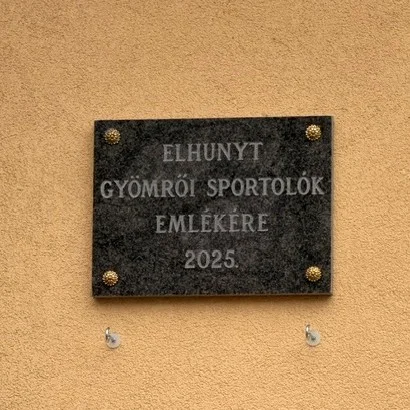 ELHUNYT
GYÖMRŐI SPORTOLÓK
EMLÉKÉRE
2025.